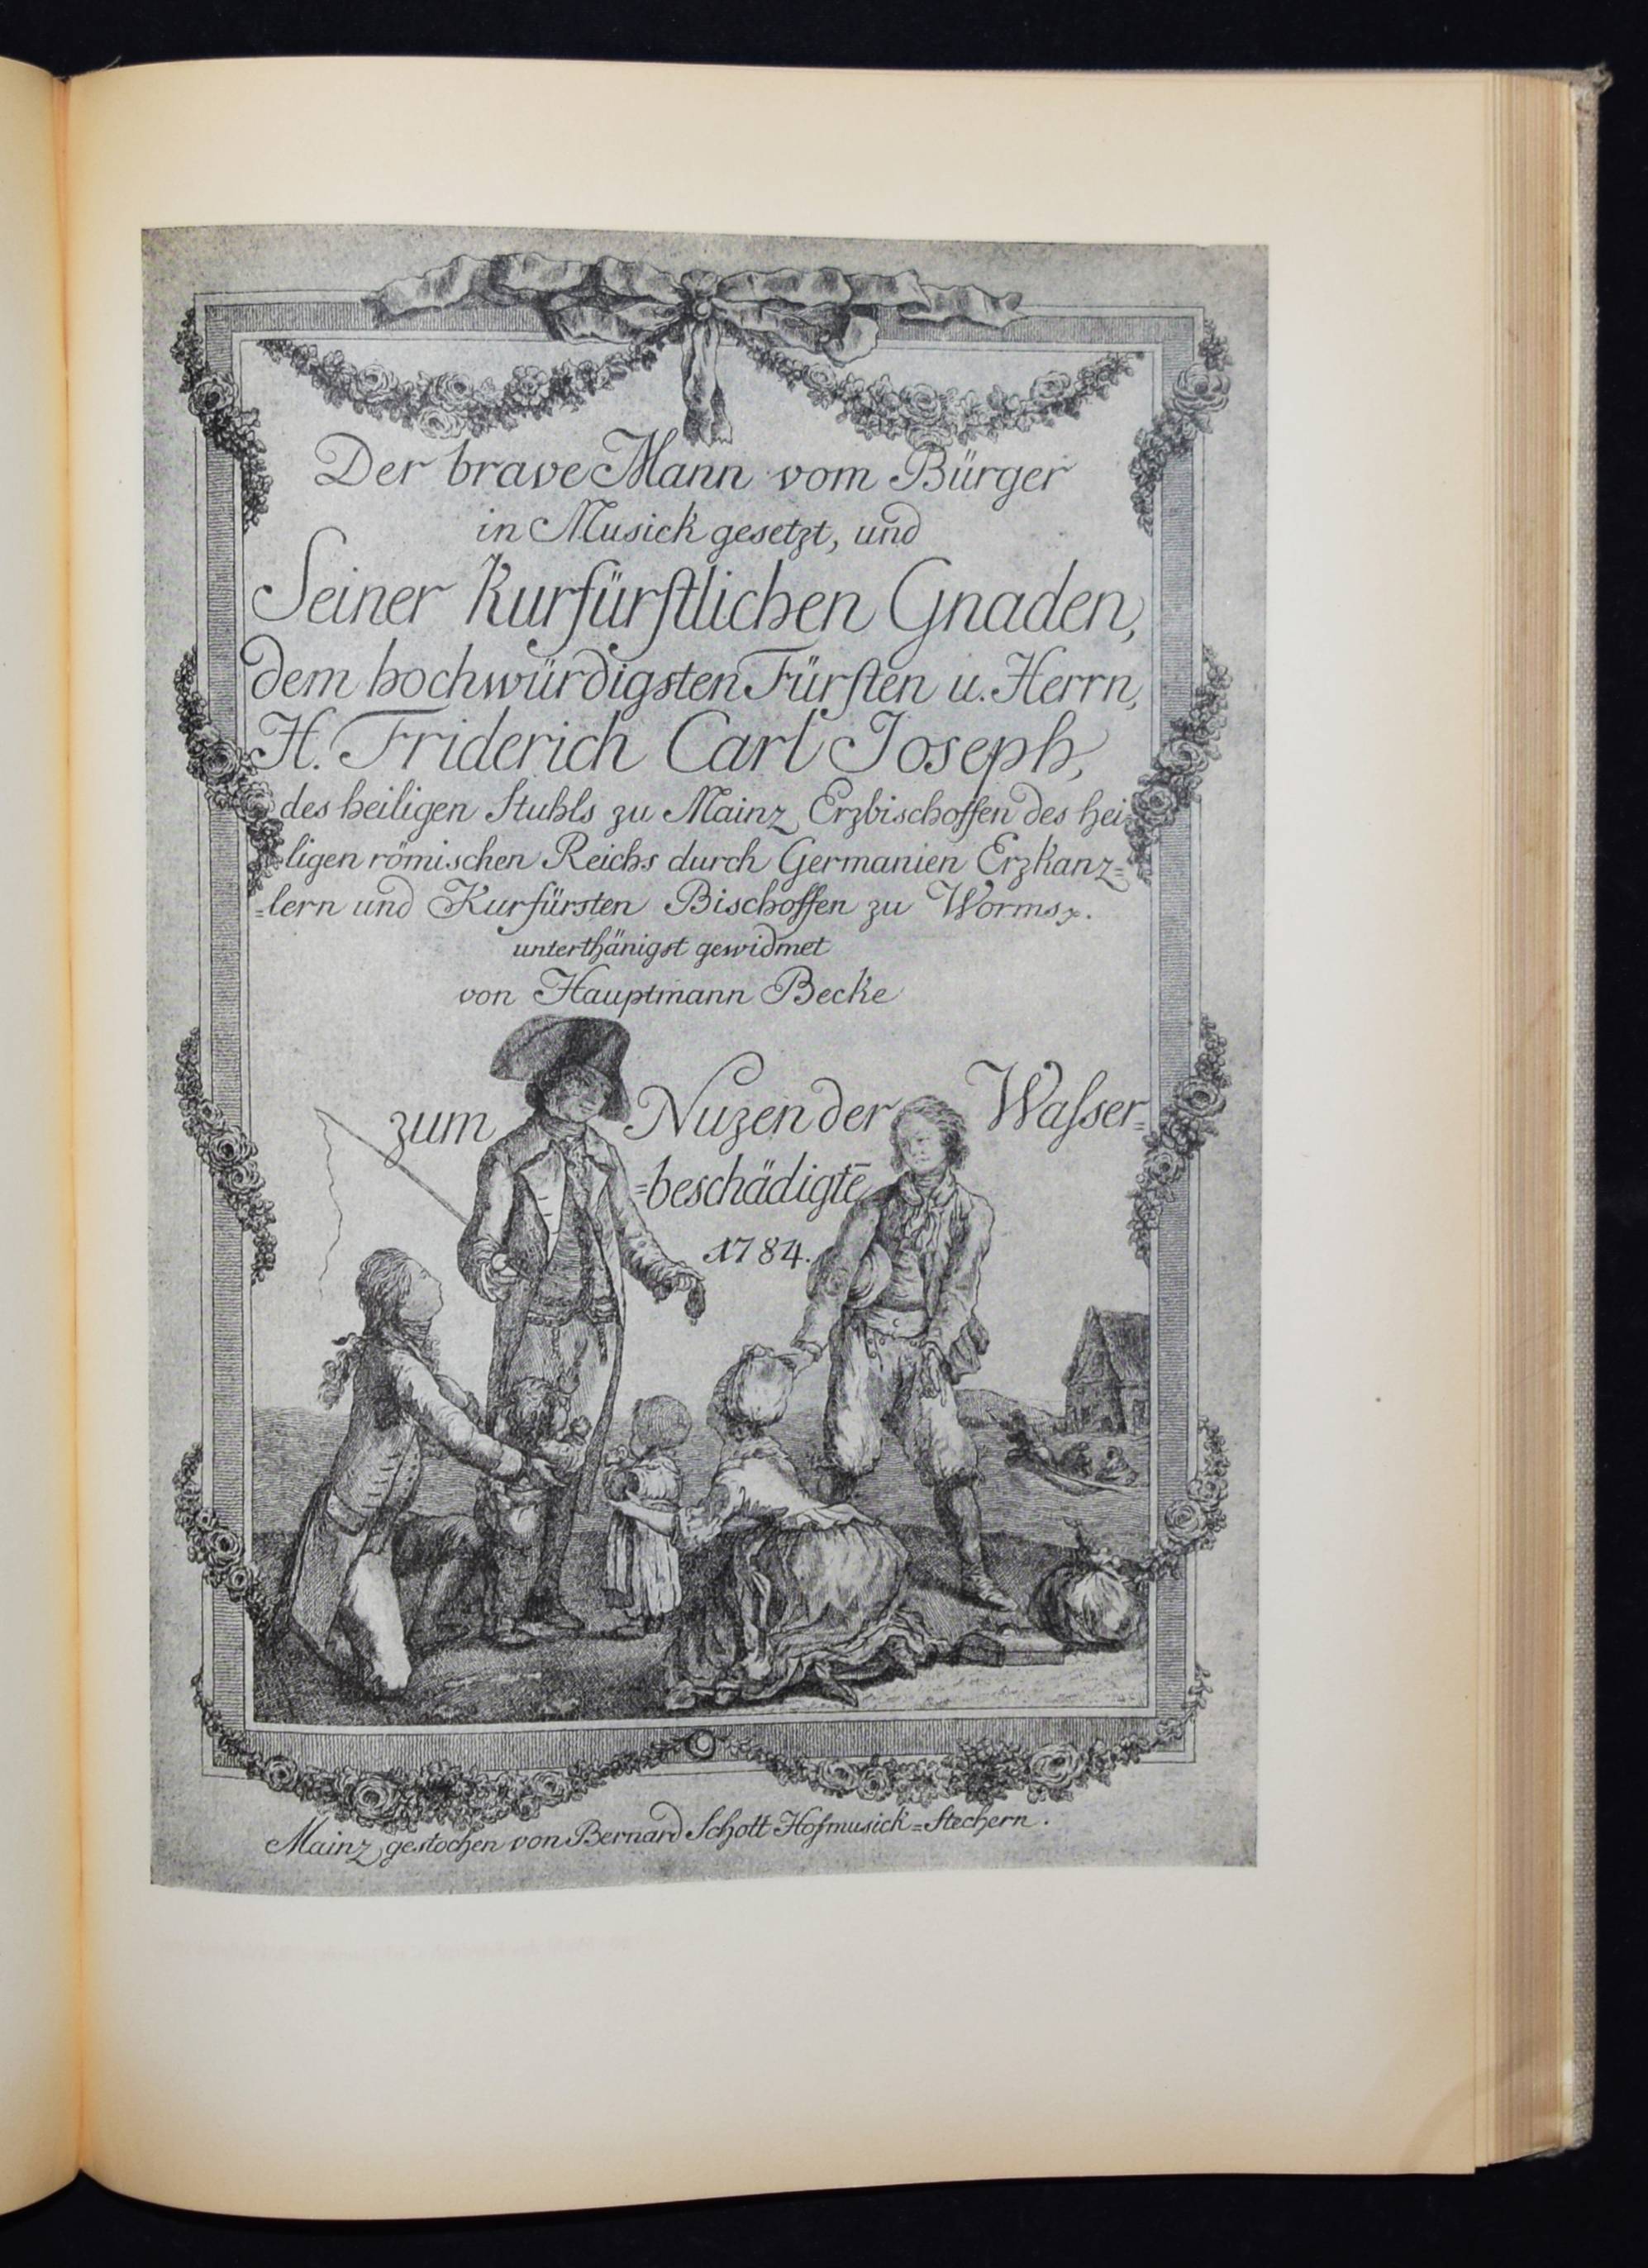 Der brave Mann vom Bürger
in Musick gesetzt, und
Seiner Kurfürſtlichen Gnaden,
dem hochwürdigsten Fürſten u. Herrn,
H. Friderich Carl Joseph,
des heiligen Stuhls zu Mainz Erzbischoffen des hei
ligen römischen Reichs durch Germanien Erzkanz=
=lern und Kurfürsten Bischoffen zu Worms
unterthänigst gewidmet
von Hauptmann Becke
zum Nuzen der Waſser=
=beschädigtē
1784.
Mainz gestochen von Bernard Schott Hofmusick=Stechern.